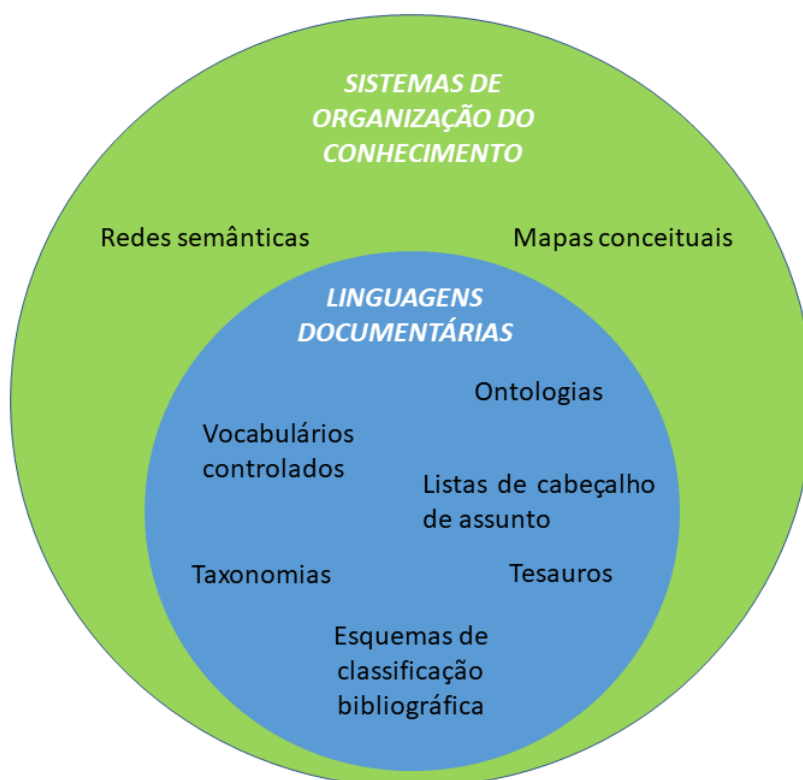 SISTEMAS DE
ORGANIZAÇÃO DO
CONHECIMENTO
Redes semânticas
Mapas conceituais
LINGUAGENS
DOCUMENTÁRIAS
Ontologias
Vocabulários
controlados
Listas de cabeçalho
de assunto
Taxonomias
Tesauros
Esquemas de
classificação
bibliográfica